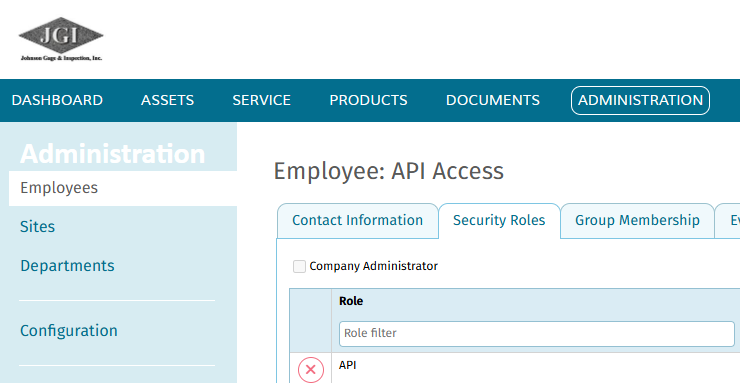 JGI
Johnson Gage & Inspection, Inc.
DASHBOARD ASSETS SERVICE PRODUCTS DOCUMENTS ADMINISTRATION
Administration
Employees
Sites
Departments
Configuration
Employee: API Access
Contact Information Security Roles Group Membership
Company Administrator
Role
Role filter
API